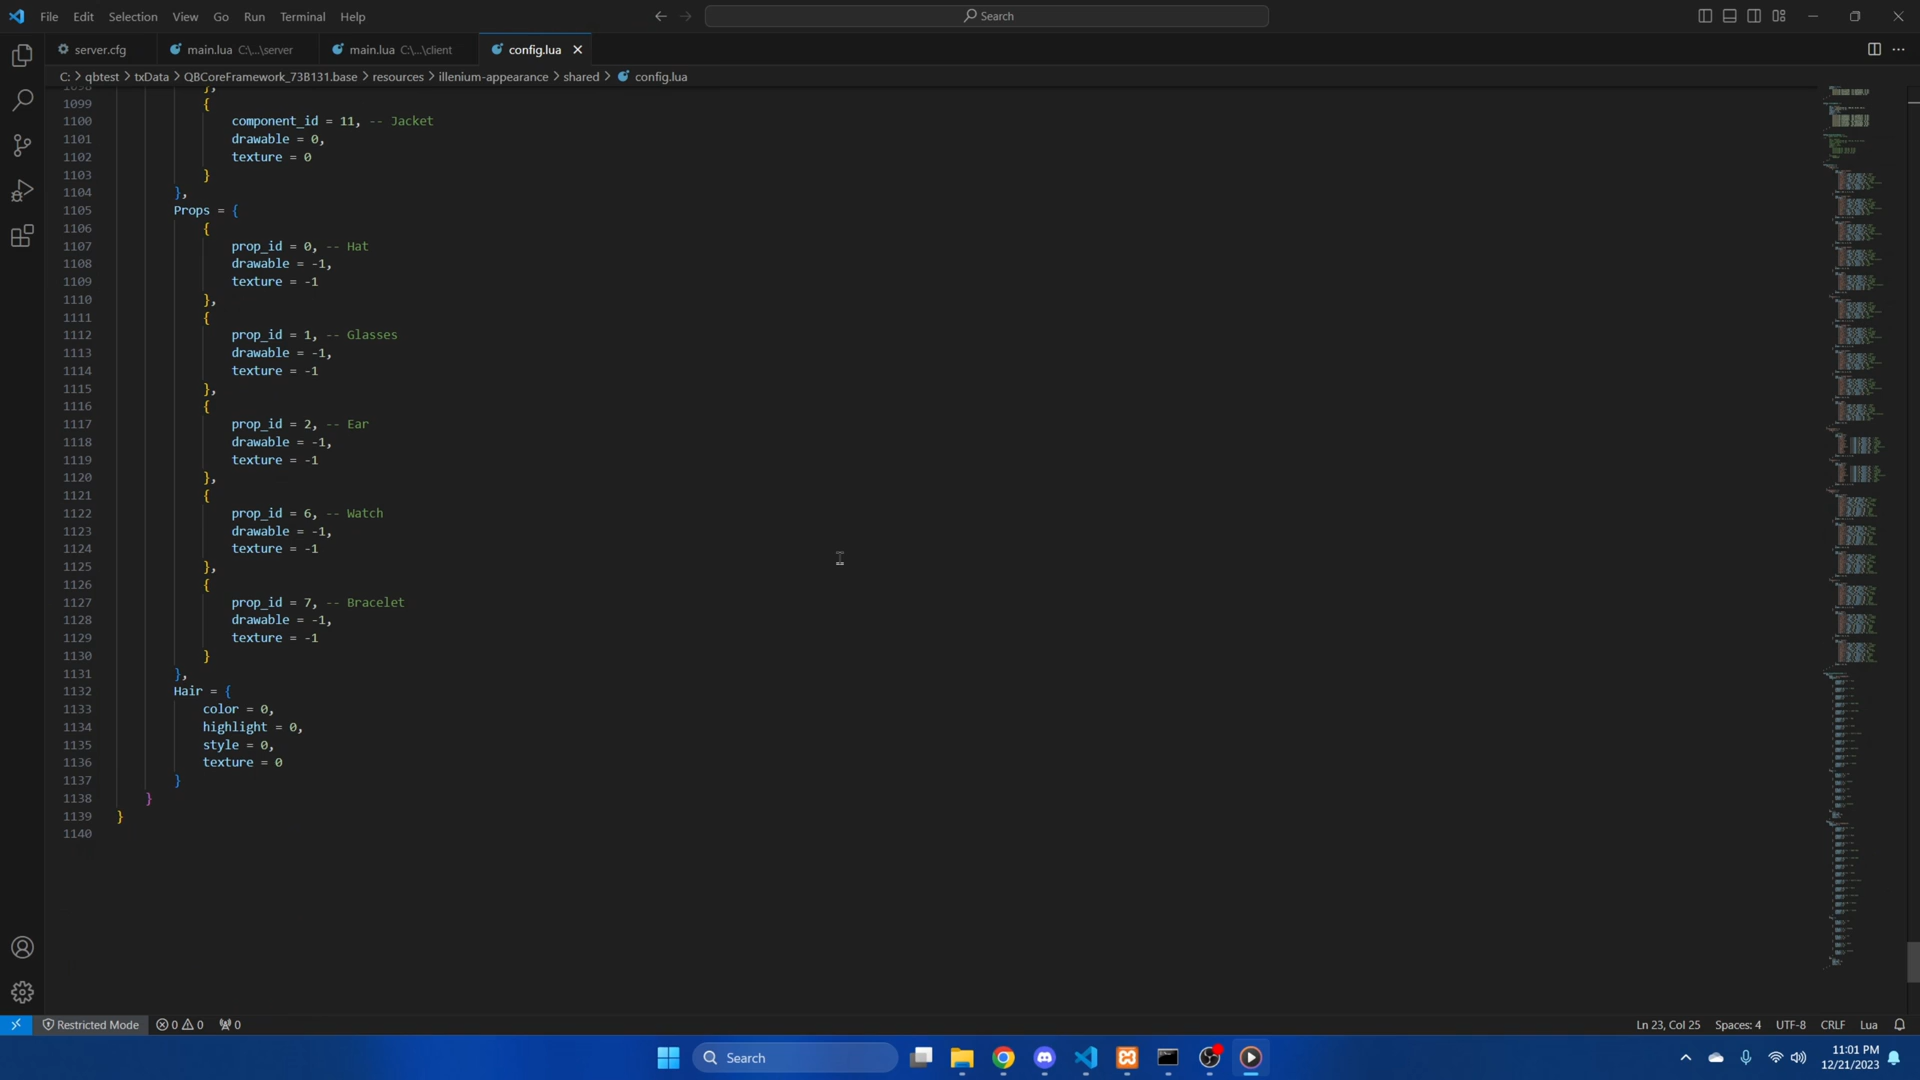 File Edit Selection View Go Run Terminal Help
Search
server.cfg main.lua C:\...\server main.lua C:\...\client config.lua
C: > qbtest > txData > QBCoreFramework_73B131.base > resources > illenium-appearance > shared > config.lua
1098 },
1099 {
1100 component_id = 11, -- Jacket
1101 drawable = 0,
1102 texture = 0
1103 }
1104 },
1105 Props = {
1106 {
1107 prop_id = 0, -- Hat
1108 drawable = -1,
1109 texture = -1
1110 },
1111 {
1112 prop_id = 1, -- Glasses
1113 drawable = -1,
1114 texture = -1
1115 },
1116 {
1117 prop_id = 2, -- Ear
1118 drawable = -1,
1119 texture = -1
1120 },
1121 {
1122 prop_id = 6, -- Watch
1123 drawable = -1,
1124 texture = -1
1125 },
1126 {
1127 prop_id = 7, -- Bracelet
1128 drawable = -1,
1129 texture = -1
1130 }
1131 },
1132 Hair = {
1133 color = 0,
1134 highlight = 0,
1135 style = 0,
1136 texture = 0
1137 }
1138 }
1139 }
1140
Restricted Mode 0 0 0 Ln 23, Col 25 Spaces: 4 UTF-8 CRLF Lua
Search
11:01 PM
12/21/2023